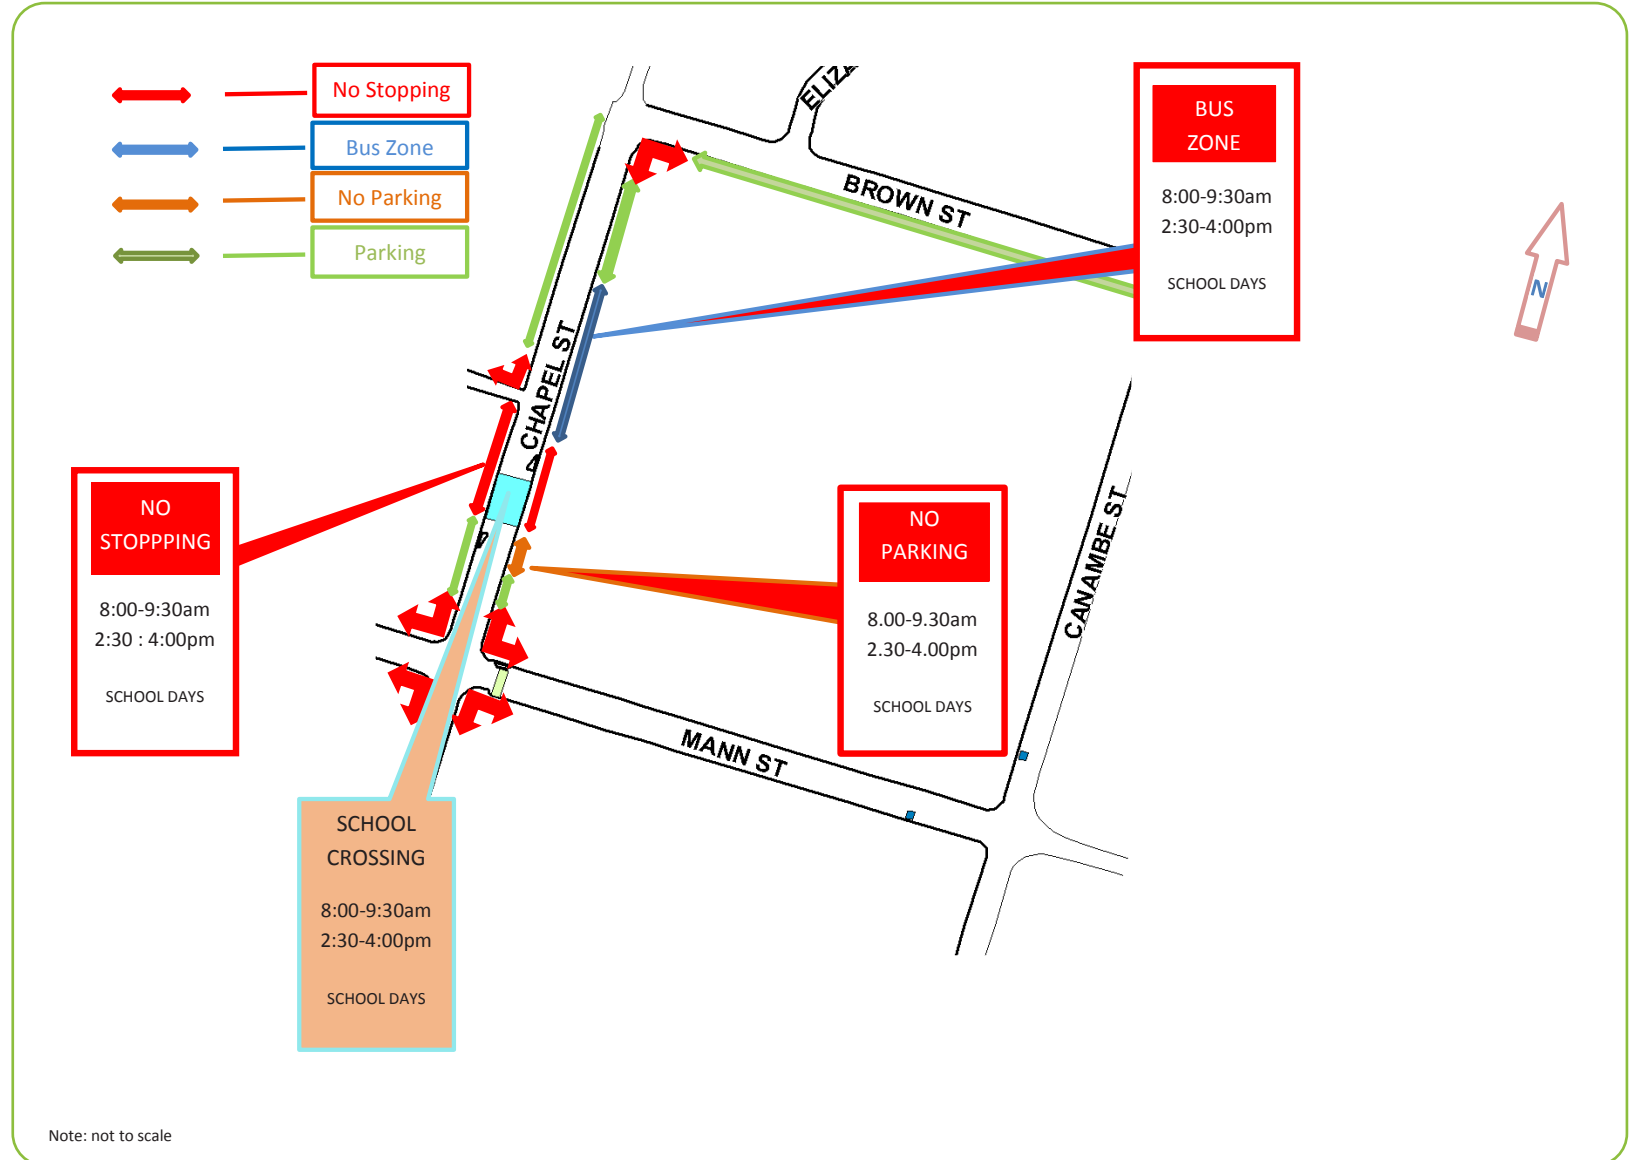 No Stopping
Bus Zone
No Parking
Parking
ELIZA
BROWN ST
CHAPEL ST
CANAMBE ST
MANN ST
N
BUS
ZONE
8:00-9:30am
2:30-4:00pm
SCHOOL DAYS
NO
STOPPPING
8:00-9:30am
2:30 : 4:00pm
SCHOOL DAYS
NO
PARKING
8.00-9.30am
2.30-4.00pm
SCHOOL DAYS
SCHOOL
CROSSING
8:00-9:30am
2:30-4:00pm
SCHOOL DAYS
Note: not to scale